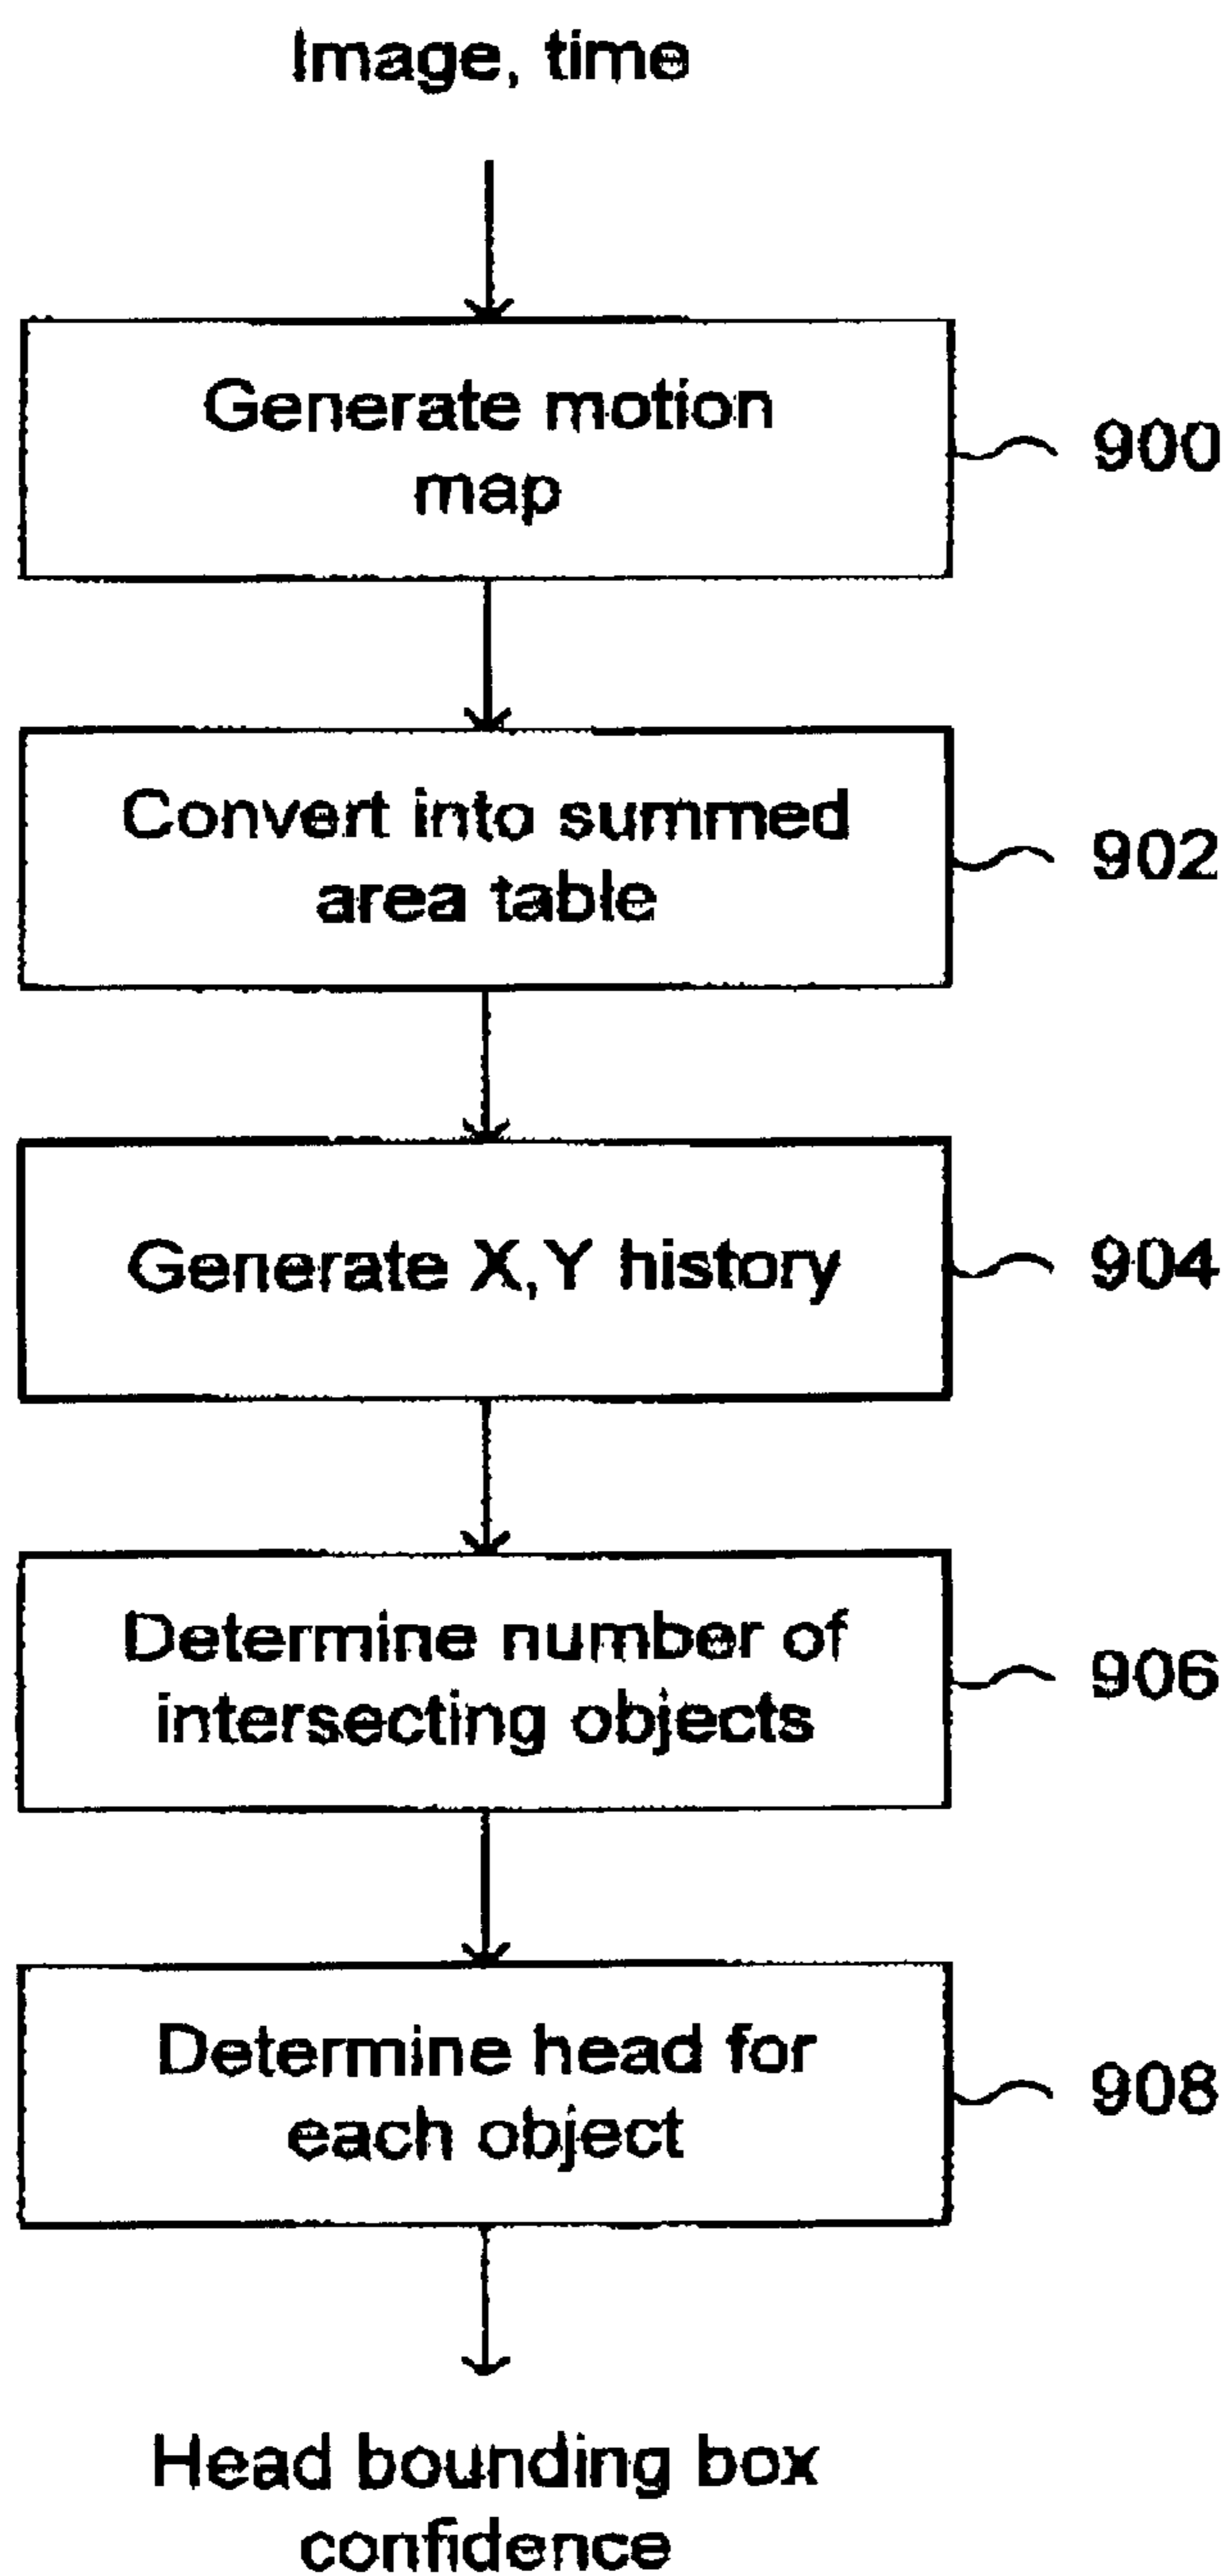 Image, time
Generate motion
map
900
Convert into summed
area table
902
Generate X,Y history
904
Determine number of
intersecting objects
906
Determine head for
each object
908
Head bounding box
confidence